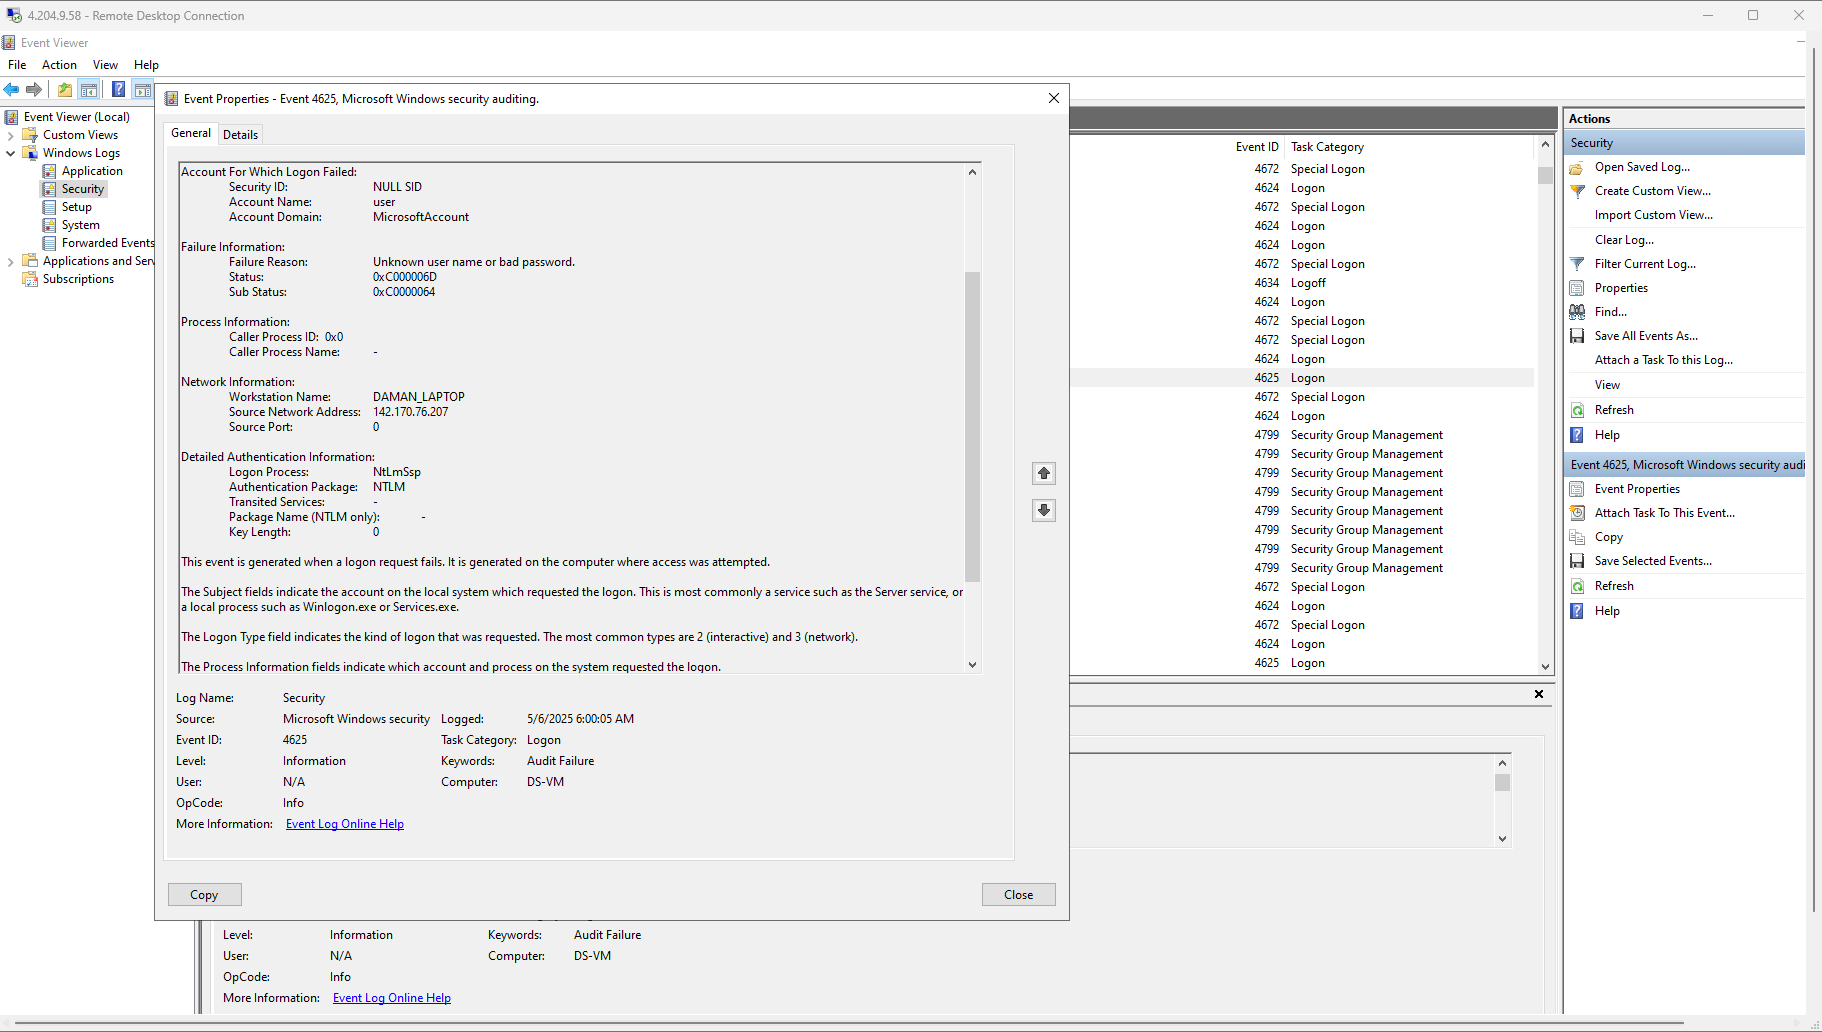 4.204.9.58 - Remote Desktop Connection
Event Viewer
File Action View Help
Event Viewer (Local)
Custom Views
Windows Logs
Application
Security
Setup
System
Forwarded Events
Applications and Serv
Subscriptions
Event Properties - Event 4625, Microsoft Windows security auditing.
General Details
Account For Which Logon Failed:
Security ID: NULL SID
Account Name: user
Account Domain: MicrosoftAccount
Failure Information:
Failure Reason: Unknown user name or bad password.
Status: 0xC000006D
Sub Status: 0xC0000064
Process Information:
Caller Process ID: 0x0
Caller Process Name: -
Network Information:
Workstation Name: DAMAN_LAPTOP
Source Network Address: 142.170.76.207
Source Port: 0
Detailed Authentication Information:
Logon Process: NtLmSsp
Authentication Package: NTLM
Transited Services: -
Package Name (NTLM only): -
Key Length: 0
This event is generated when a logon request fails. It is generated on the computer where access was attempted.
The Subject fields indicate the account on the local system which requested the logon. This is most commonly a service such as the Server service, or
a local process such as Winlogon.exe or Services.exe.
The Logon Type field indicates the kind of logon that was requested. The most common types are 2 (interactive) and 3 (network).
The Process Information fields indicate which account and process on the system requested the logon.
Log Name: Security
Source: Microsoft Windows security Logged: 5/6/2025 6:00:05 AM
Event ID: 4625 Task Category: Logon
Level: Information Keywords: Audit Failure
User: N/A Computer: DS-VM
OpCode: Info
More Information: Event Log Online Help
Copy Close
Event ID Task Category
4672 Special Logon
4624 Logon
4672 Special Logon
4624 Logon
4624 Logon
4672 Special Logon
4634 Logoff
4624 Logon
4672 Special Logon
4672 Special Logon
4624 Logon
4625 Logon
4672 Special Logon
4624 Logon
4799 Security Group Management
4799 Security Group Management
4799 Security Group Management
4799 Security Group Management
4799 Security Group Management
4799 Security Group Management
4799 Security Group Management
4799 Security Group Management
4672 Special Logon
4624 Logon
4672 Special Logon
4624 Logon
4625 Logon
Level: Information Keywords: Audit Failure
User: N/A Computer: DS-VM
OpCode: Info
More Information: Event Log Online Help
Actions
Security
Open Saved Log...
Create Custom View...
Import Custom View...
Clear Log...
Filter Current Log...
Properties
Find...
Save All Events As...
Attach a Task To this Log...
View
Refresh
Help
Event 4625, Microsoft Windows security audi
Event Properties
Attach Task To This Event...
Copy
Save Selected Events...
Refresh
Help